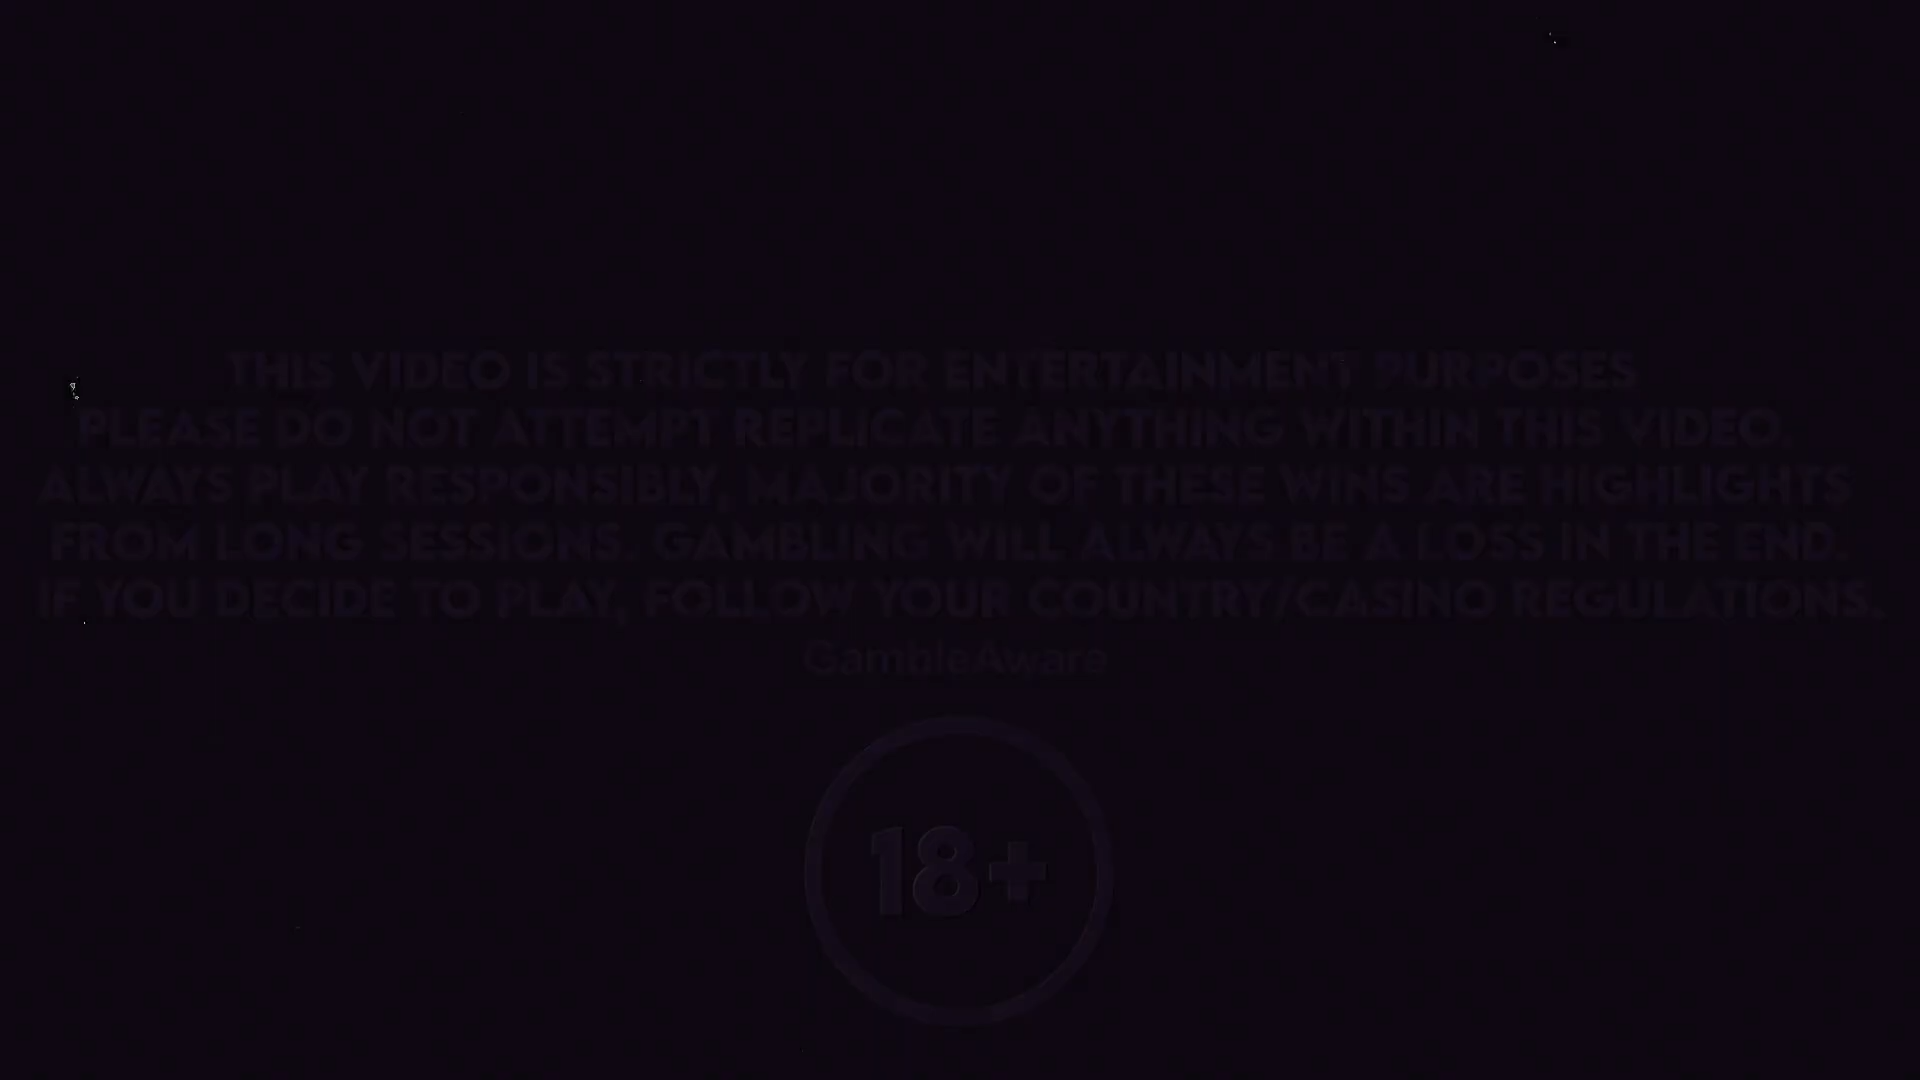 THIS VIDEO IS STRICTLY FOR ENTERTAINMENT PURPOSES
PLEASE DO NOT ATTEMPT REPLICATE ANYTHING WITHIN THIS VIDEO.
ALWAYS PLAY RESPONSIBLY, MAJORITY OF THESE WINS ARE HIGHLIGHTS
FROM LONG SESSIONS. GAMBLING WILL ALWAYS BE A LOSS IN THE END.
IF YOU DECIDE TO PLAY, FOLLOW YOUR COUNTRY/CASINO REGULATIONS.
GambleAware
18+